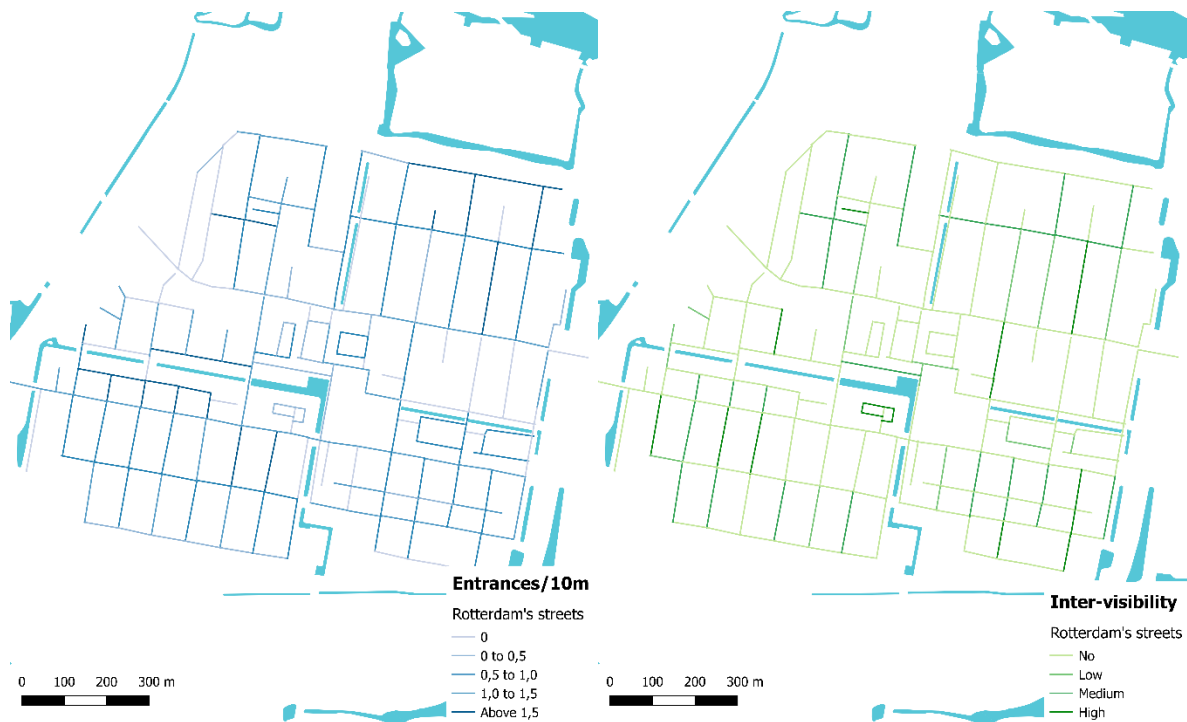 Entrances/10m
Rotterdam's streets
0
0 to 0,5
0,5 to 1,0
1,0 to 1,5
Above 1,5
0 100 200 300 m
Inter-visibility
Rotterdam's streets
No
Low
Medium
High
0 100 200 300 m